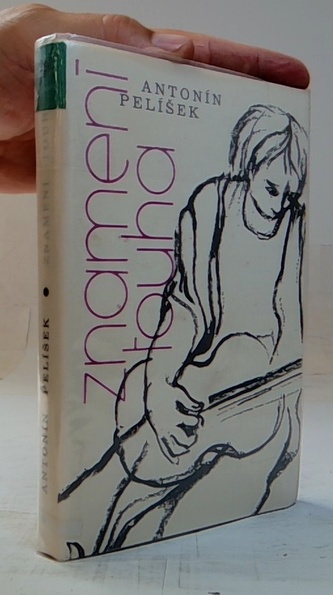 ANTONÍN
PELÍŠEK
znamení
touha
ANTONÍN PELÍŠEK • ZNAMENÍ TOUHA